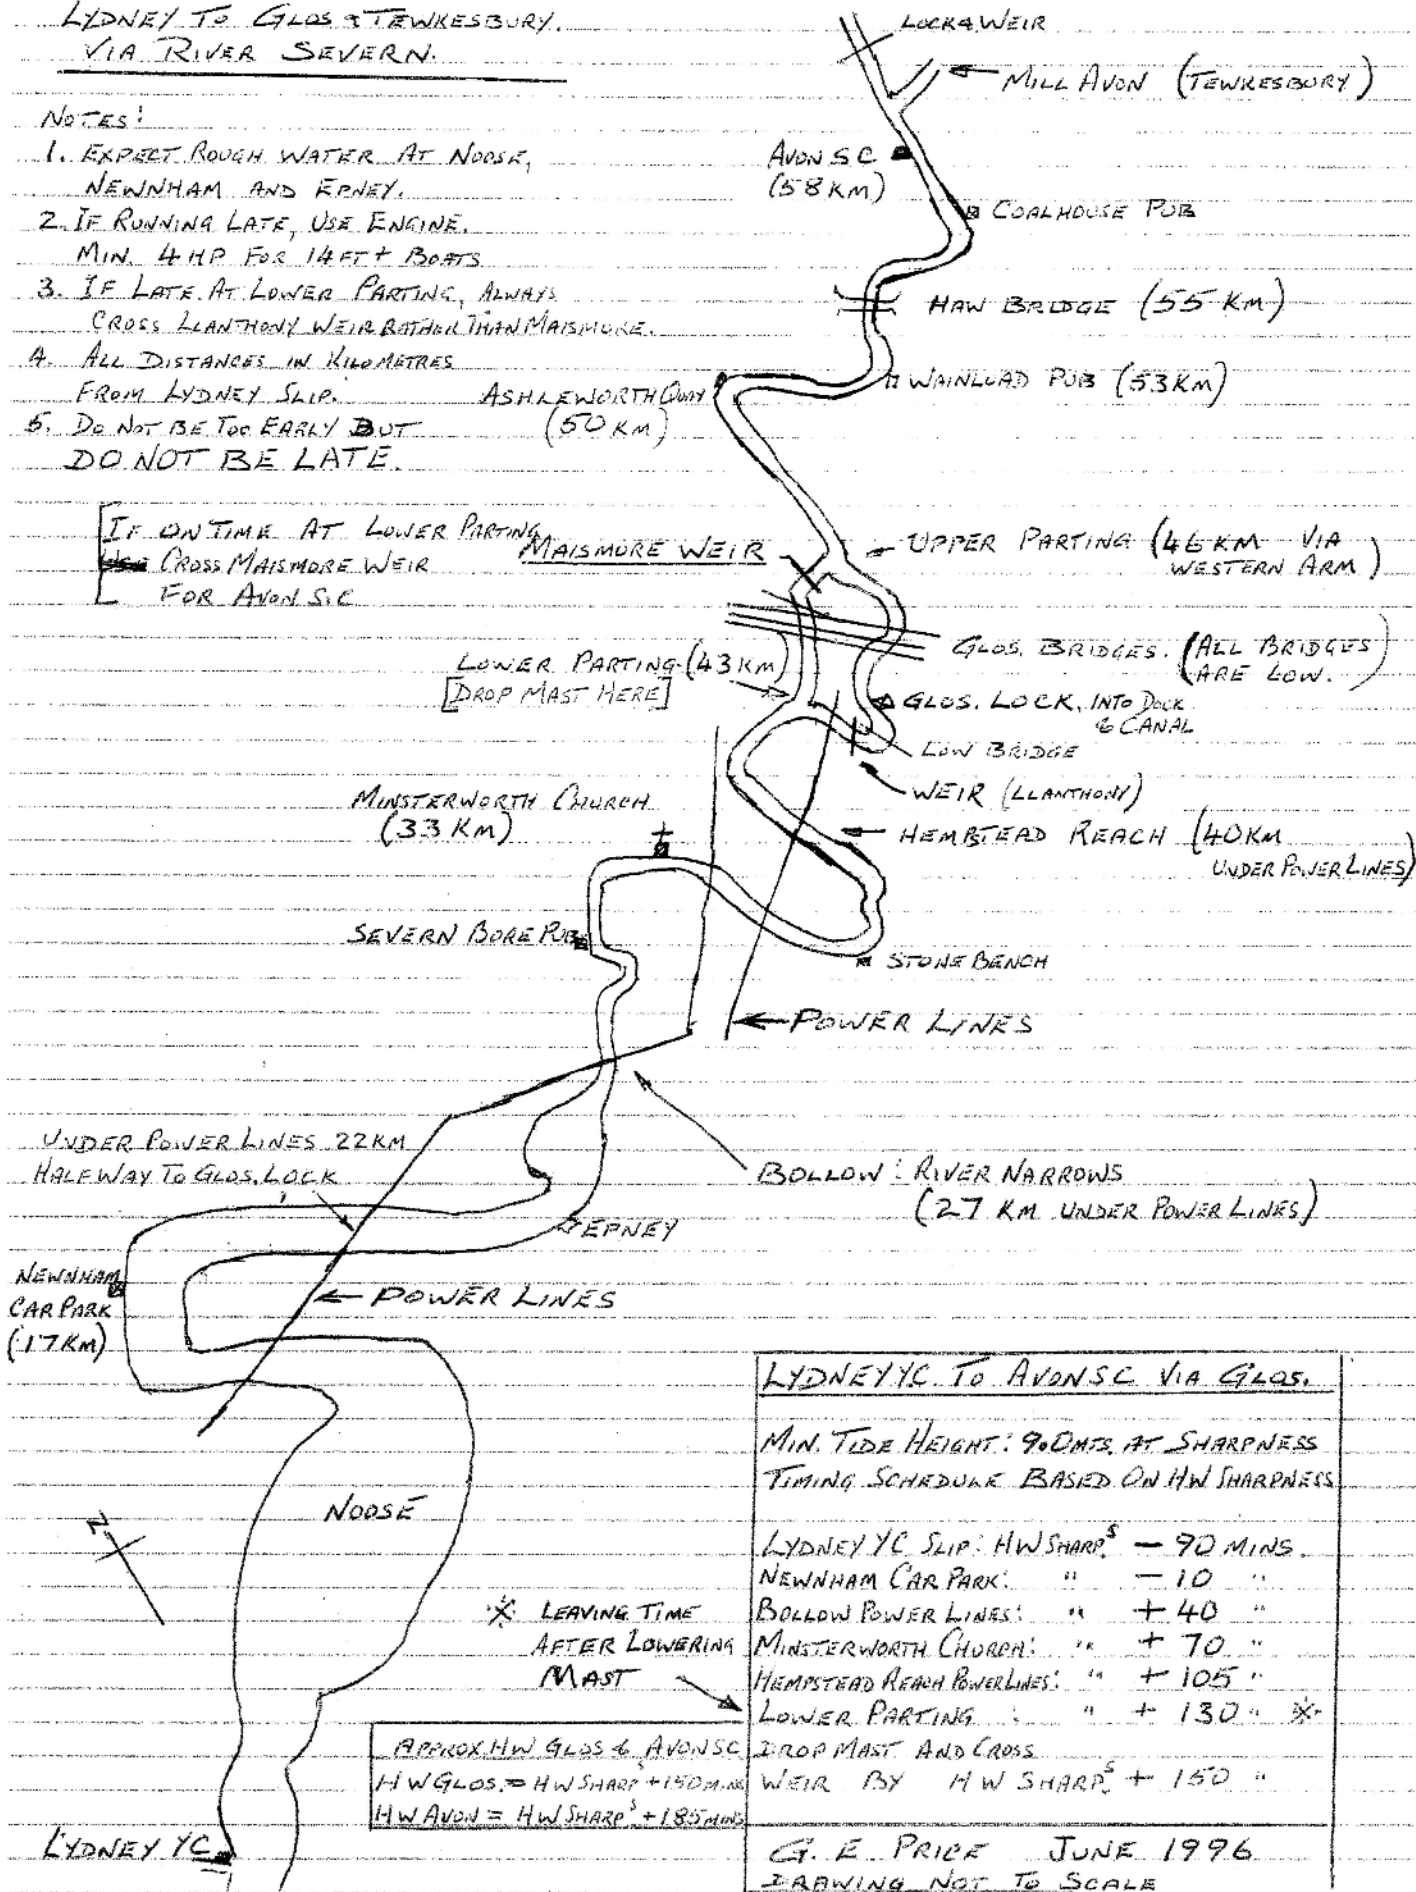 LYDNEY TO GLOS & TEWKESBURY.
VIA RIVER SEVERN.
NOTES:
1. EXPECT ROUGH WATER AT NOOSE,
NEWNHAM AND EPNEY.
2. IF RUNNING LATE, USE ENGINE.
MIN. 4 HP FOR 14FT+ BOATS
3. IF LATE AT LOWER PARTING, ALWAYS
CROSS LLANTHONY WEIR RATHER THAN MAISMORE.
4. ALL DISTANCES IN KILOMETRES
FROM LYDNEY SLIP.
5. DO NOT BE TOO EARLY BUT
DO NOT BE LATE.
IF ON TIME AT LOWER PARTING
CROSS MAISMORE WEIR
FOR AVON S.C
LOCK & WEIR
MILL AVON (TEWKESBURY)
AVON S C
(58 KM)
COALHOUSE PUB
HAW BRIDGE (55 KM)
WAINLOAD PUB (53KM)
ASHLEWORTH QUAY
(50 KM)
MAISMORE WEIR
UPPER PARTING (46 KM VIA
WESTERN ARM)
GLOS. BRIDGES. (ALL BRIDGES
ARE LOW.)
LOWER PARTING (43 KM)
[DROP MAST HERE]
GLOS. LOCK, INTO DOCK
& CANAL
LOW BRIDGE
WEIR (LLANTHONY)
MINSTERWORTH CHURCH
(33 KM)
HEMPSTEAD REACH (40KM
UNDER POWER LINES)
SEVERN BORE PUB
STONE BENCH
POWER LINES
UNDER POWER LINES 22 KM
HALFWAY TO GLOS. LOCK
BOLLOW: RIVER NARROWS
(27 KM UNDER POWER LINES)
EPNEY
NEWNHAM
CAR PARK
(17 KM)
POWER LINES
NOOSE
N
LYDNEY YC
※ LEAVING TIME
AFTER LOWERING
MAST
APPROX. HW GLOS & AVON SC
HW GLOS. = HW SHARPS + 150 MINS
HW AVON = HW SHARPS + 185 MINS
LYDNEY YC. TO AVON SC VIA GLOS.
MIN. TIDE HEIGHT: 9.0 MTS. AT SHARPNESS
TIMING SCHEDULE BASED ON HW SHARPNESS
LYDNEY YC SLIP: HW SHARPS. - 90 MINS.
NEWNHAM CAR PARK: " - 10 "
BOLLOW POWER LINES: " + 40 "
MINSTERWORTH CHURCH: " + 70 "
HEMPSTEAD REACH POWER LINES: " + 105 "
LOWER PARTING : " + 130 " ※
DROP MAST AND CROSS
WEIR BY HW SHARPS. + 150 "
G. E. PRICE JUNE 1996
DRAWING NOT TO SCALE